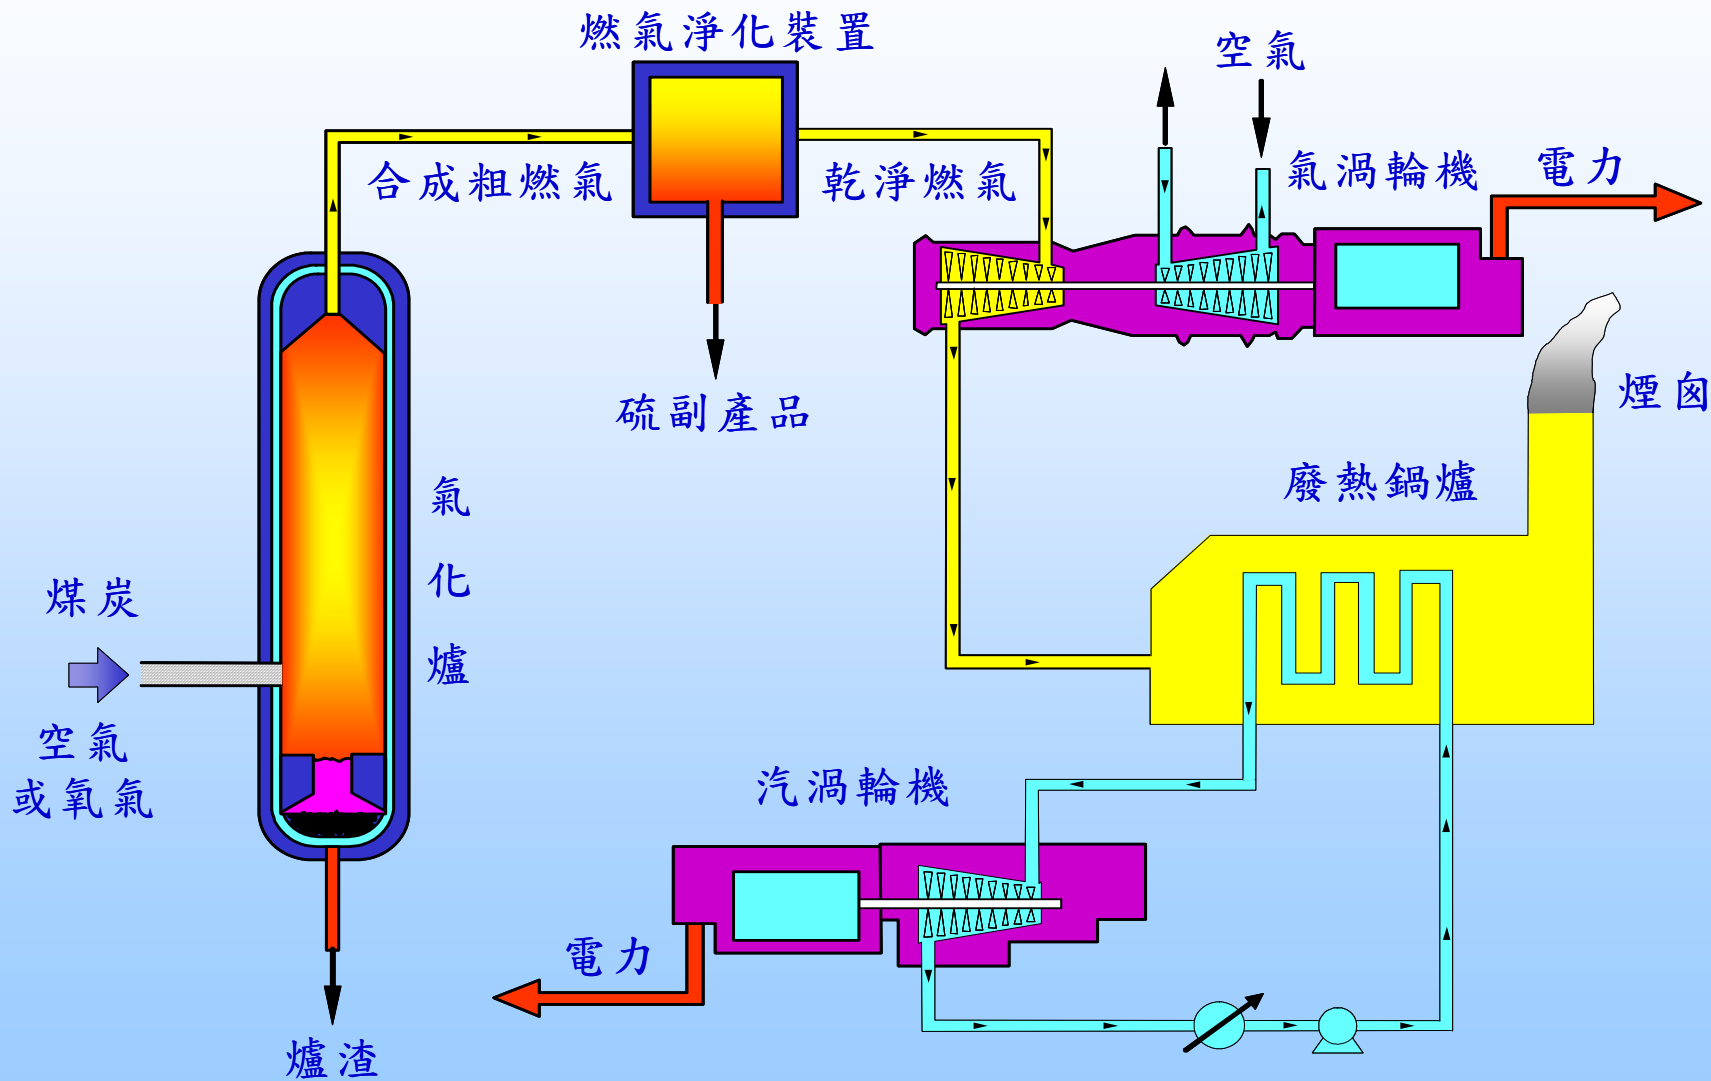 燃氣淨化裝置
空氣
合成粗燃氣
乾淨燃氣
氣渦輪機
電力
硫副產品
煙囪
廢熱鍋爐
氣化爐
煤炭
空氣
或氧氣
汽渦輪機
電力
爐渣